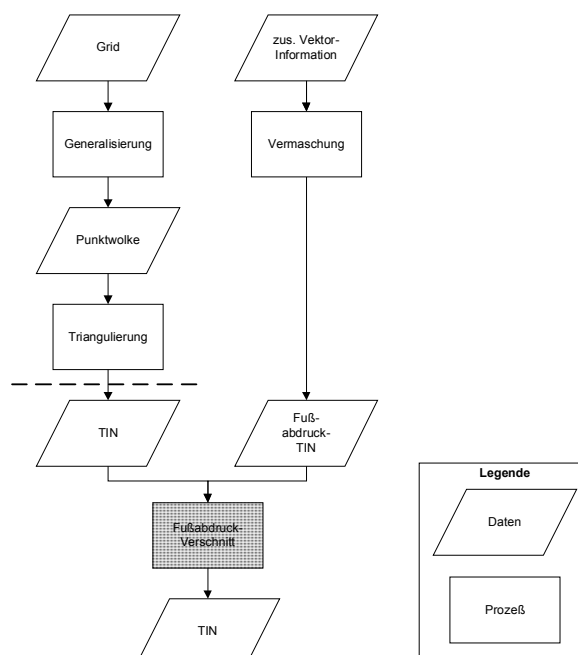 Grid
zus. Vektor-
Information
Generalisierung
Vermaschung
Punktwolke
Triangulierung
TIN
Fuß-
abdruck-
TIN
Fußabdruck-
Verschnitt
TIN
Legende
Daten
Prozeß